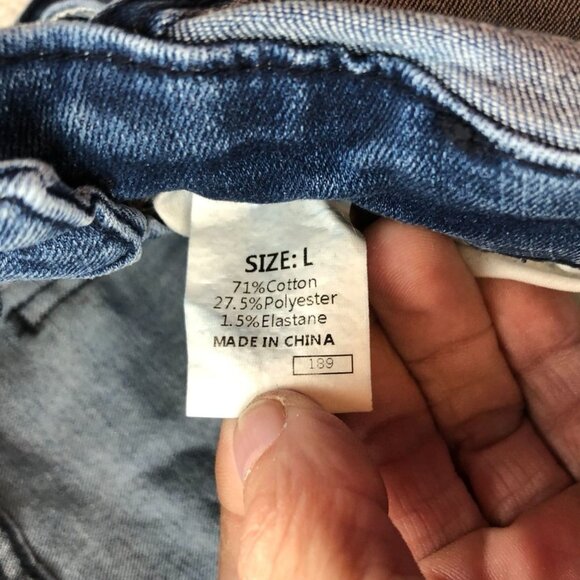 SIZE: L
71%Cotton
27.5%Polyester
1.5%Elastane
MADE IN CHINA
189